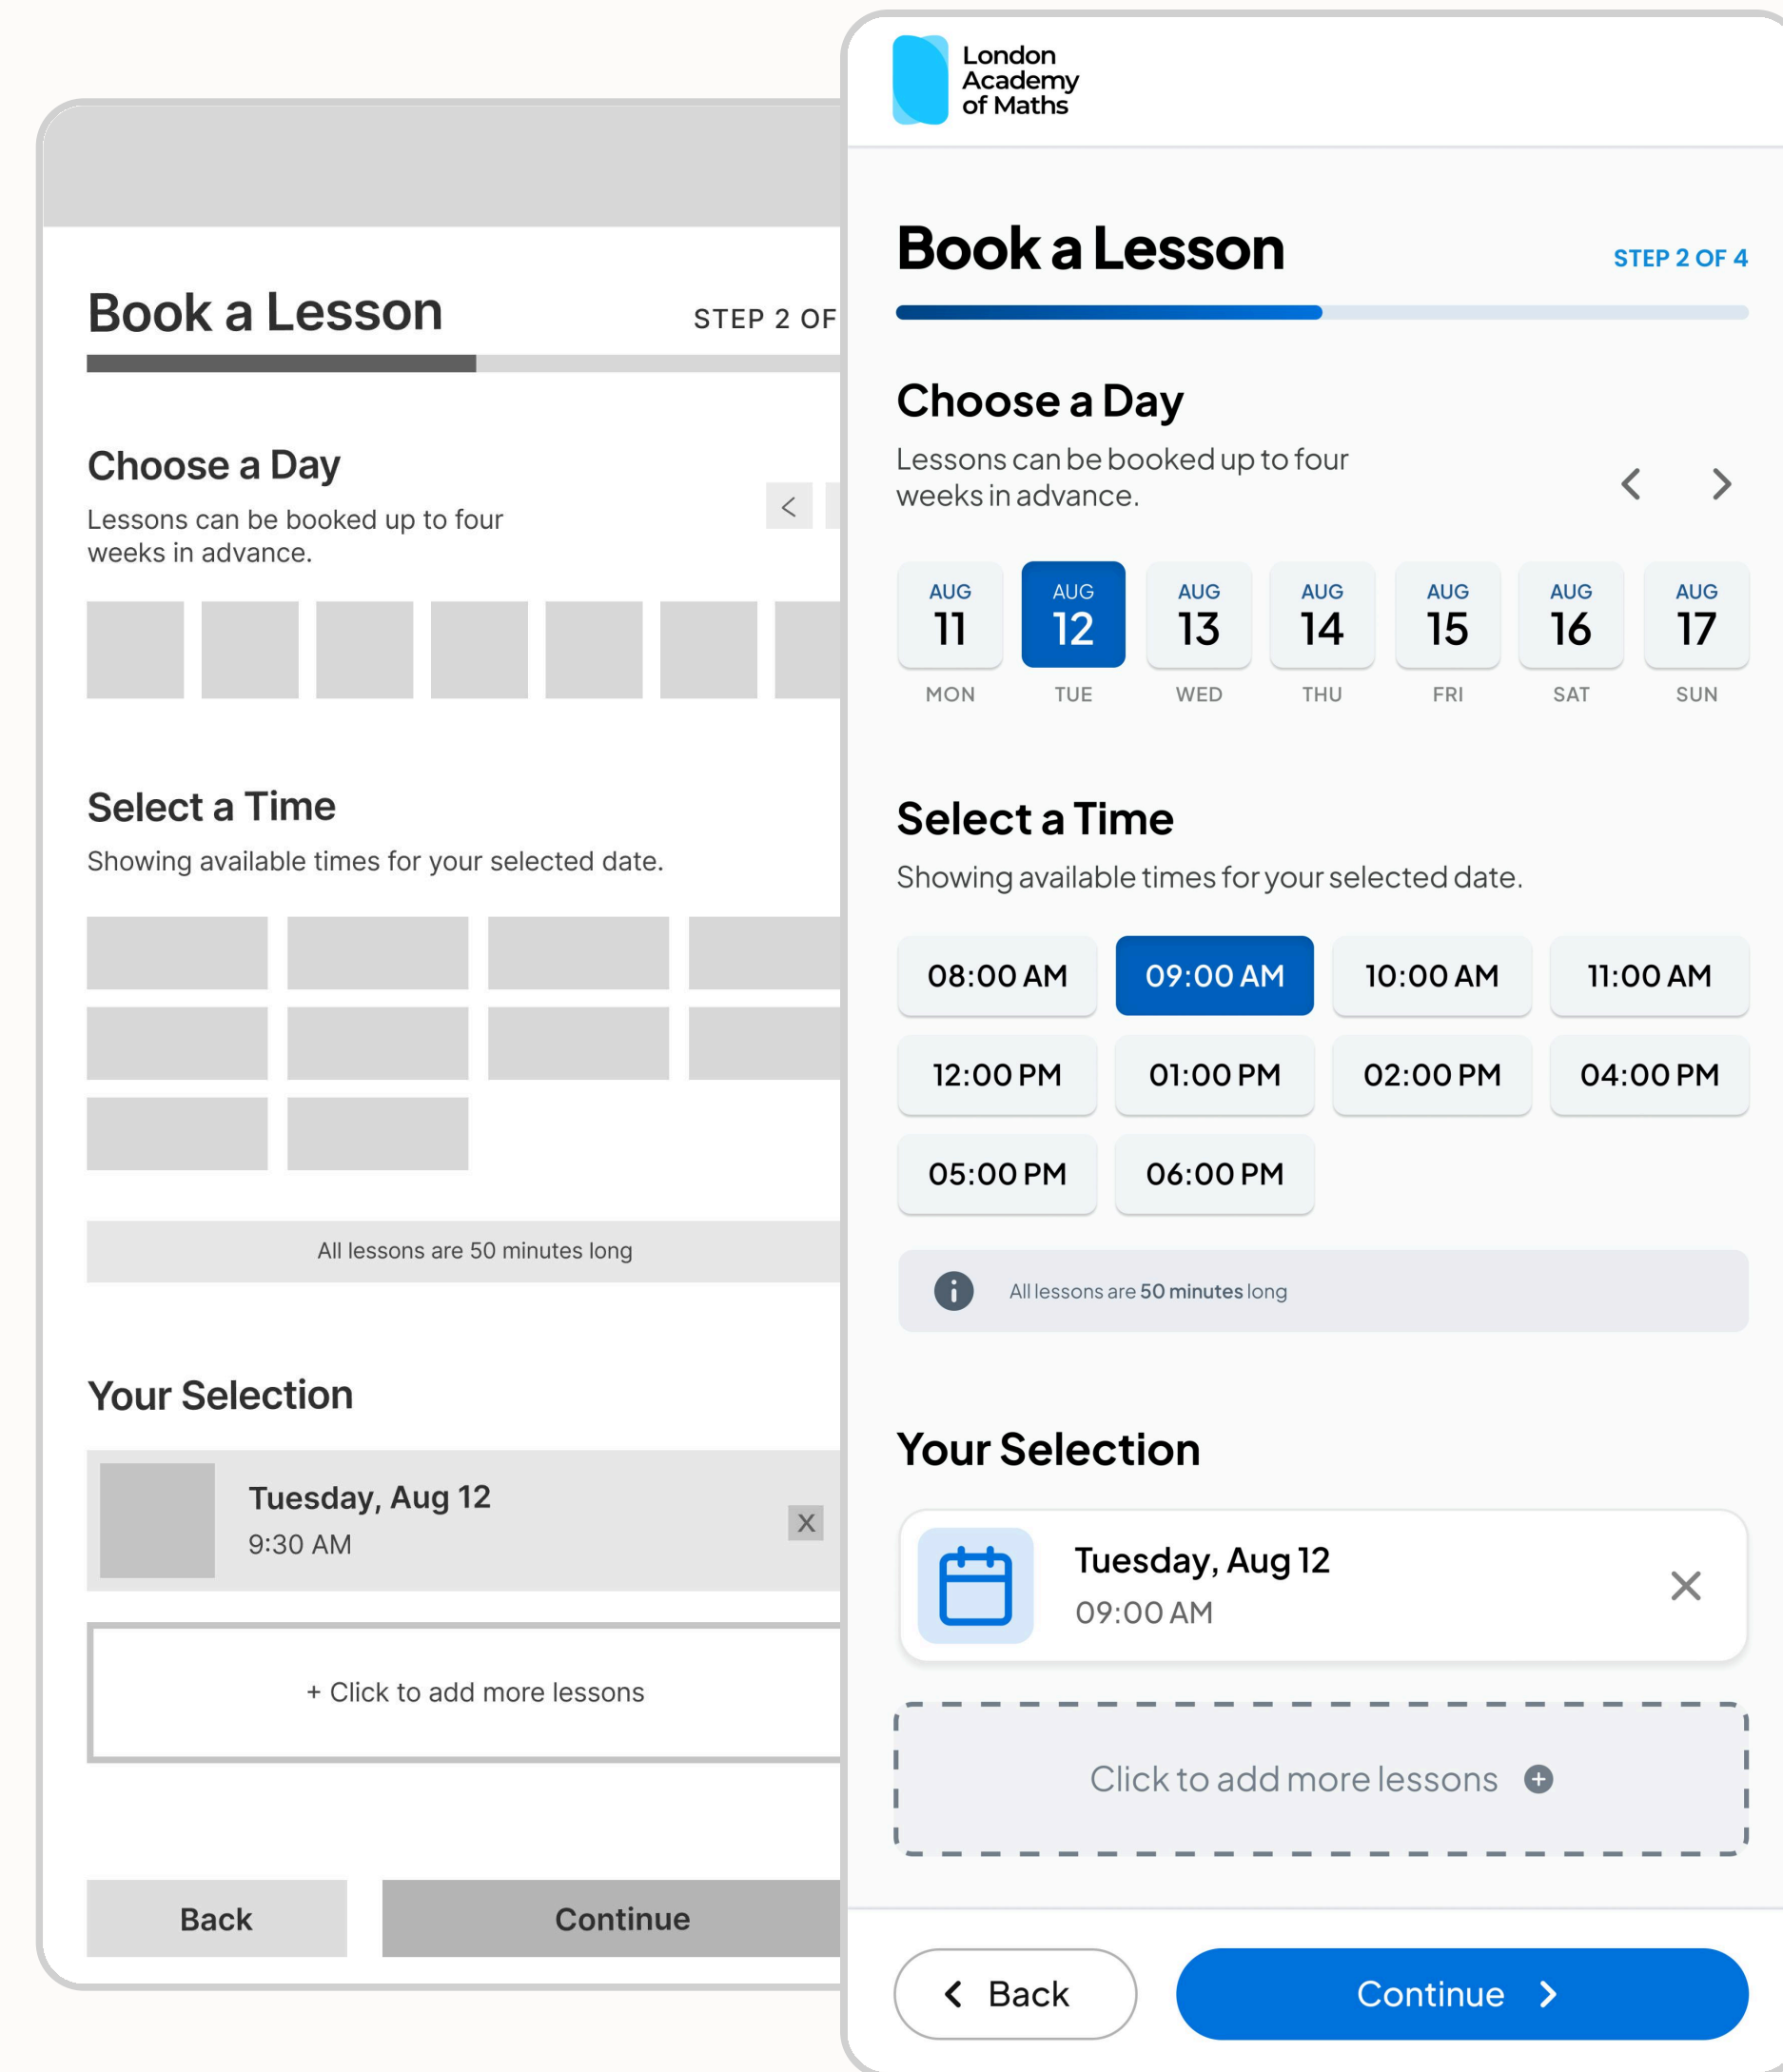 Book a Lesson
STEP 2 OF
Choose a Day
Lessons can be booked up to four
weeks in advance.
<
Select a Time
Showing available times for your selected date.
All lessons are 50 minutes long
Your Selection
Tuesday, Aug 12
9:30 AM
X
+ Click to add more lessons
Back
Continue
London
Academy
of Maths
Book a Lesson
STEP 2 OF 4
Choose a Day
Lessons can be booked up to four
weeks in advance.
AUG AUG AUG AUG AUG AUG AUG
11 12 13 14 15 16 17
MON TUE WED THU FRI SAT SUN
Select a Time
Showing available times for your selected date.
08:00 AM 09:00 AM 10:00 AM 11:00 AM
12:00 PM 01:00 PM 02:00 PM 04:00 PM
05:00 PM 06:00 PM
All lessons are 50 minutes long
Your Selection
Tuesday, Aug 12
09:00 AM
Click to add more lessons
Back
Continue